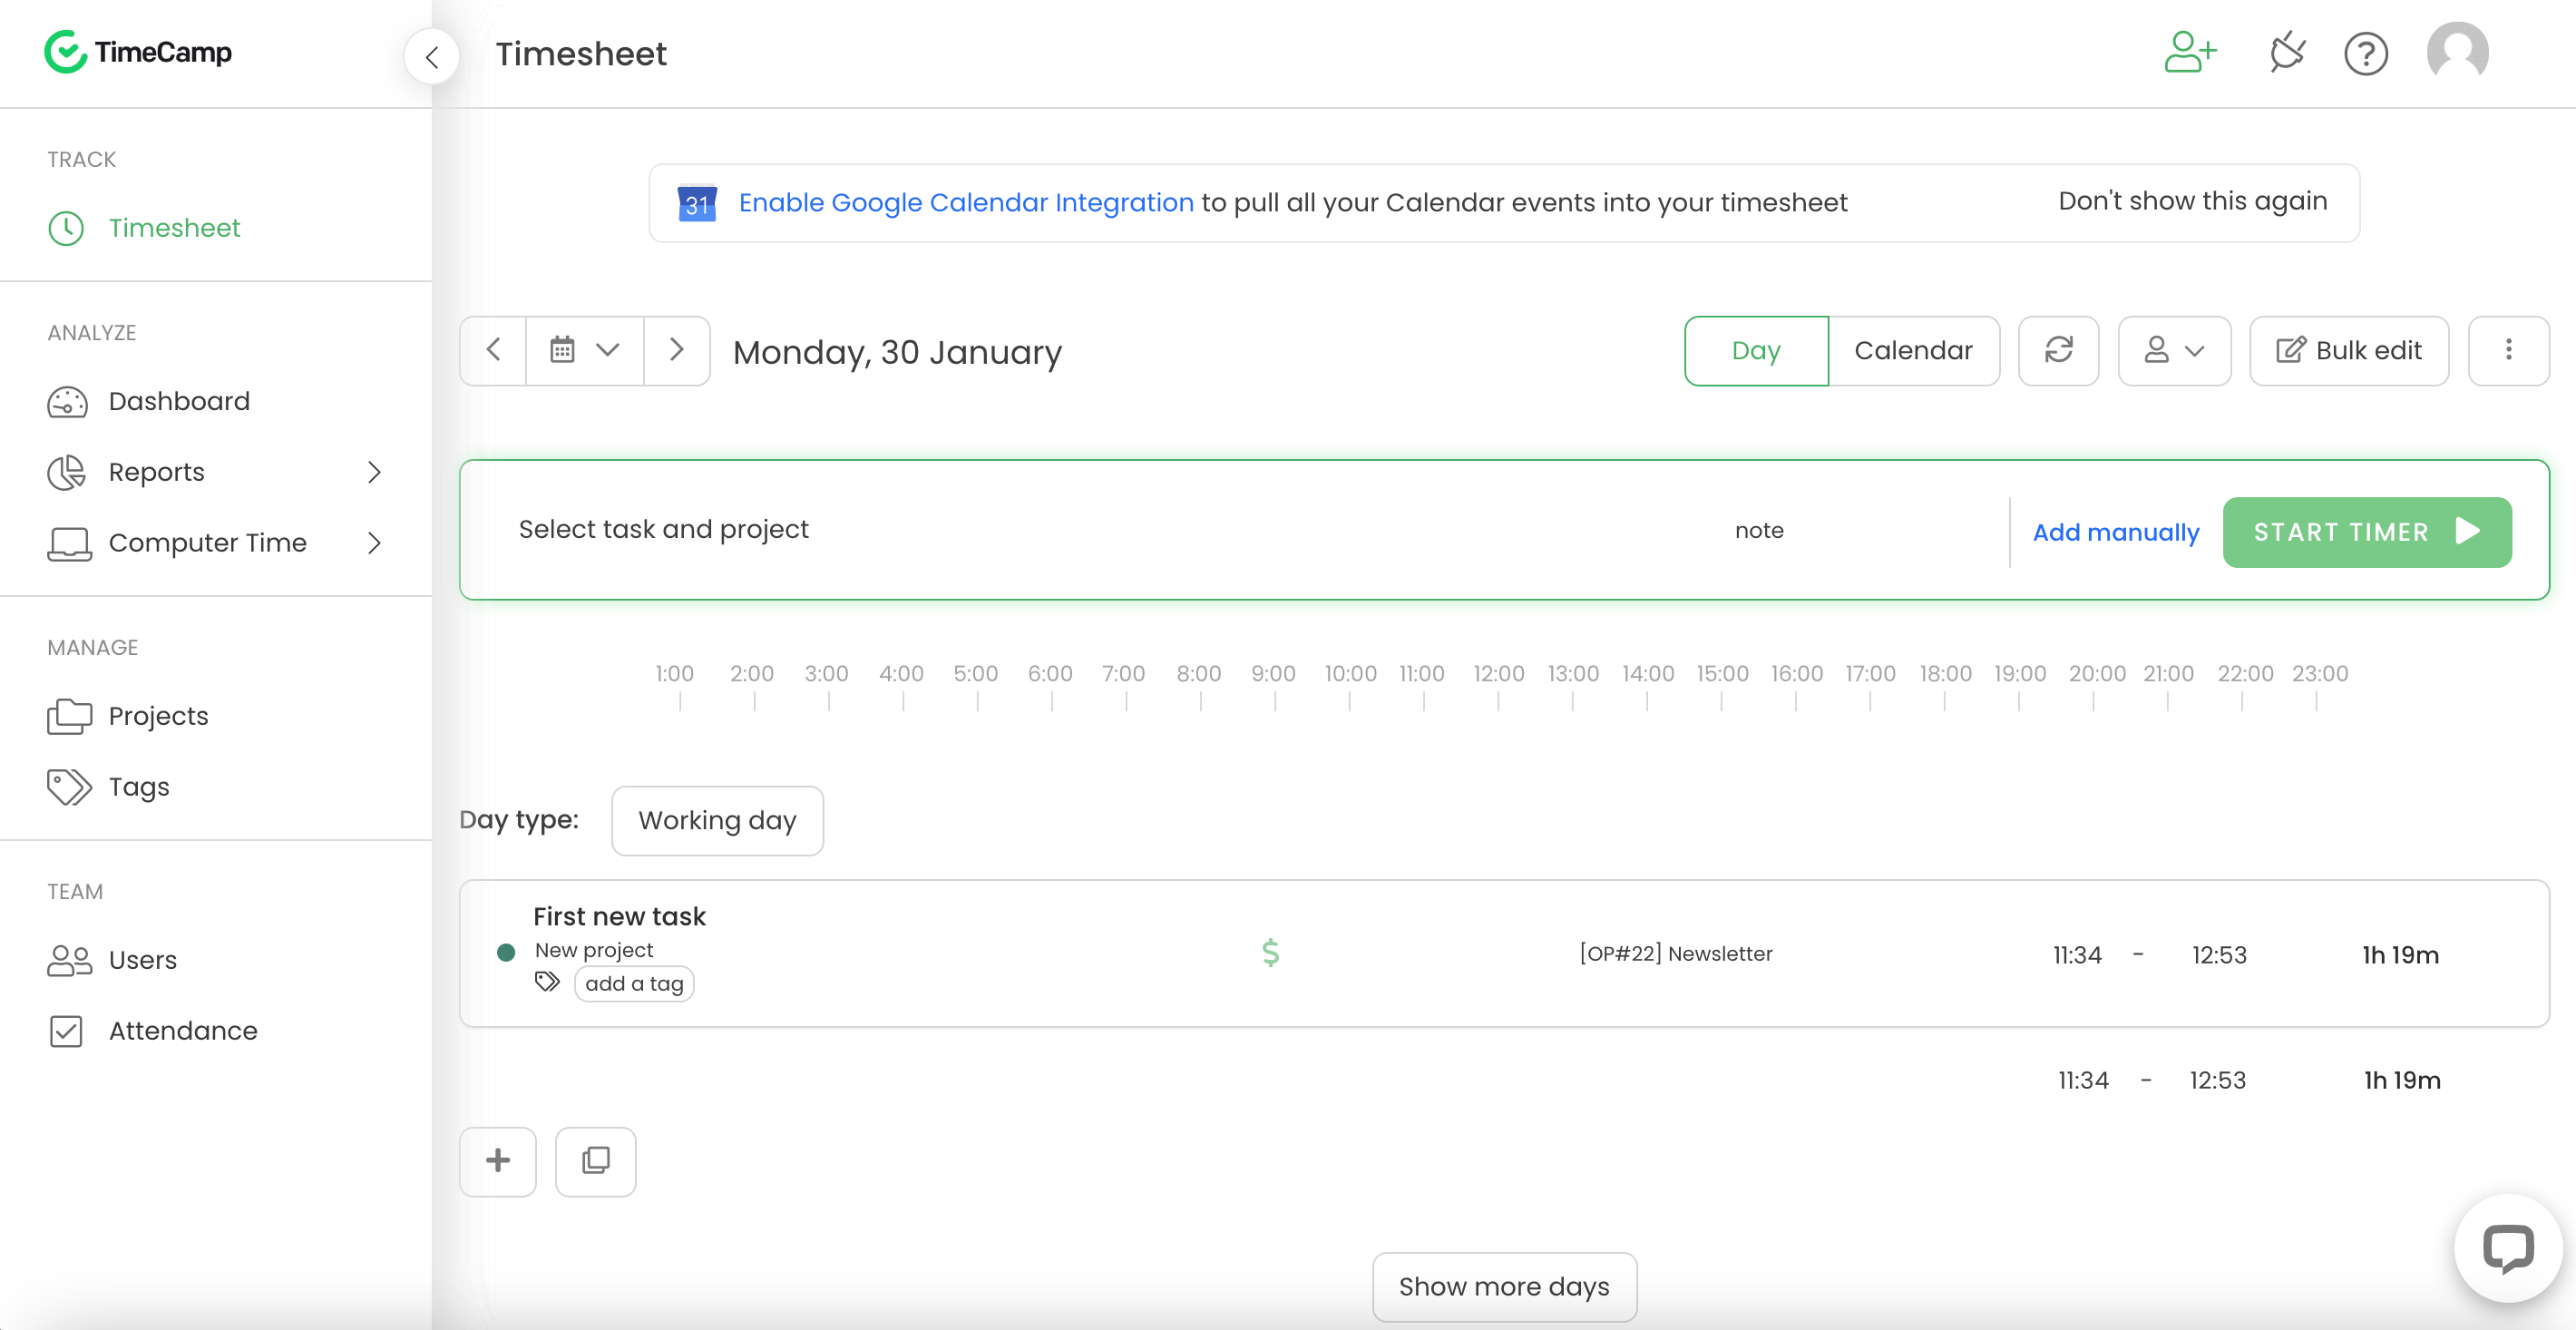 TimeCamp
Timesheet
TRACK
Timesheet
ANALYZE
Dashboard
Reports
Computer Time
MANAGE
Projects
Tags
TEAM
Users
Attendance
31 Enable Google Calendar Integration to pull all your Calendar events into your timesheet Don't show this again
Monday, 30 January Day Calendar Bulk edit
Select task and project note Add manually START TIMER
1:00 2:00 3:00 4:00 5:00 6:00 7:00 8:00 9:00 10:00 11:00 12:00 13:00 14:00 15:00 16:00 17:00 18:00 19:00 20:00 21:00 22:00 23:00
Day type: Working day
First new task
New project
add a tag
$ [OP#22] Newsletter 11:34 - 12:53 1h 19m
11:34 - 12:53 1h 19m
Show more days